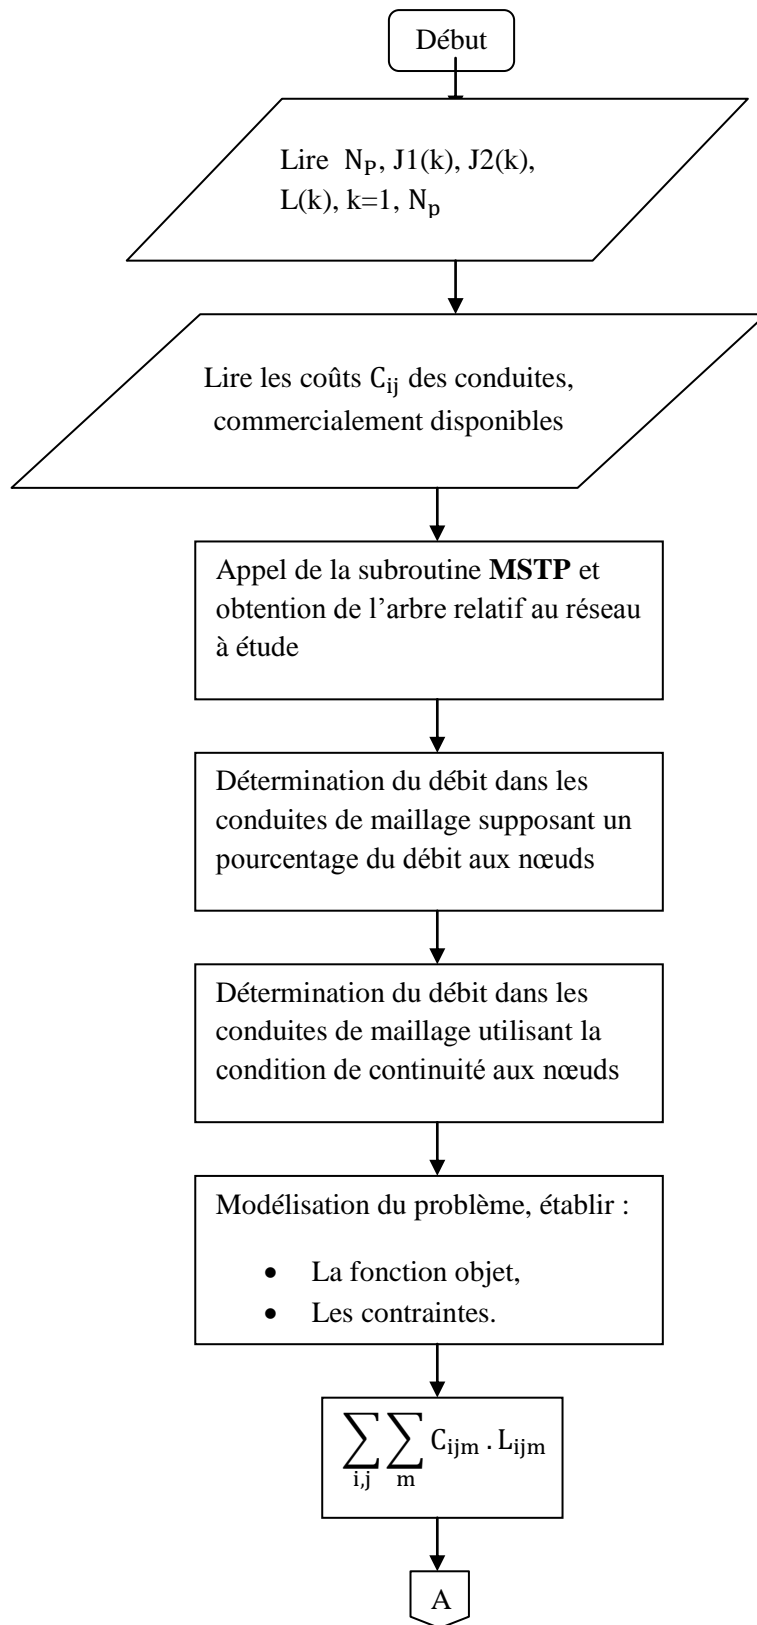 Début
Lire N_P, J1(k), J2(k),
L(k), k=1, N_p
Lire les coûts C_ij des conduites,
commercialement disponibles
Appel de la subroutine MSTP et
obtention de l’arbre relatif au réseau
à étude
Détermination du débit dans les
conduites de maillage supposant un
pourcentage du débit aux nœuds
Détermination du débit dans les
conduites de maillage utilisant la
condition de continuité aux nœuds
Modélisation du problème, établir :
• La fonction objet,
• Les contraintes.
∑_{i,j} ∑_m C_ijm . L_ijm
A